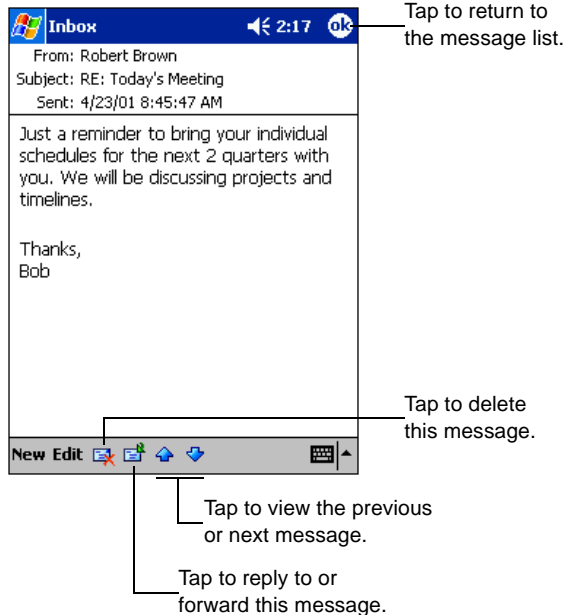 Inbox 2:17 ok
Tap to return to
the message list.
From: Robert Brown
Subject: RE: Today's Meeting
Sent: 4/23/01 8:45:47 AM
Just a reminder to bring your individual
schedules for the next 2 quarters with
you. We will be discussing projects and
timelines.
Thanks,
Bob
Tap to delete
this message.
New Edit
Tap to view the previous
or next message.
Tap to reply to or
forward this message.